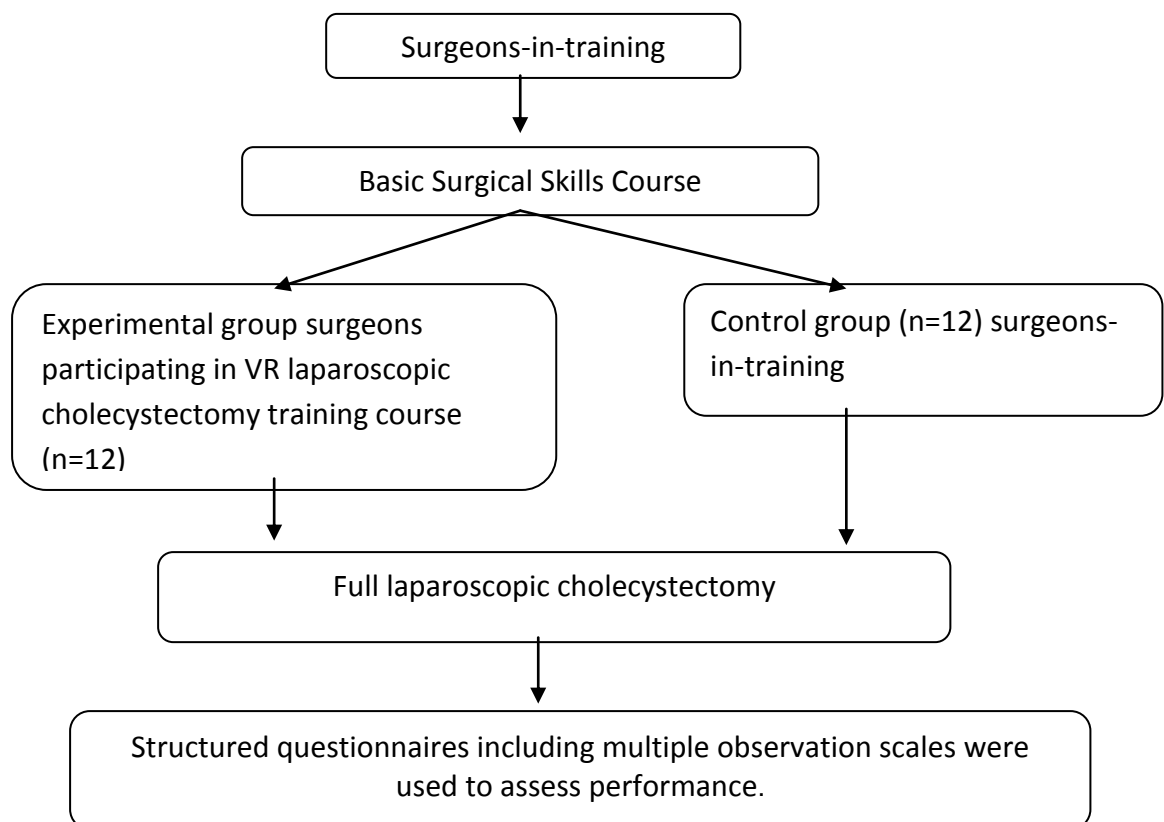 Surgeons-in-training
Basic Surgical Skills Course
Experimental group surgeons
participating in VR laparoscopic
cholecystectomy training course
(n=12)
Control group (n=12) surgeons-
in-training
Full laparoscopic cholecystectomy
Structured questionnaires including multiple observation scales were
used to assess performance.